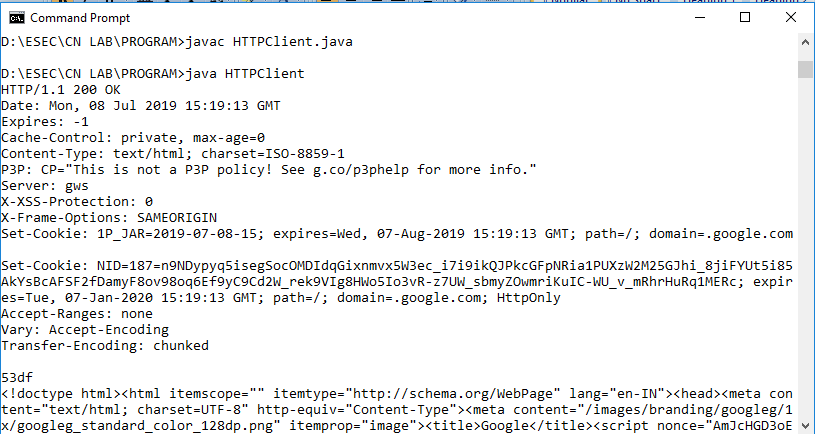 Command Prompt
D:\ESEC\CN LAB\PROGRAM>javac HTTPClient.java
D:\ESEC\CN LAB\PROGRAM>java HTTPClient
HTTP/1.1 200 OK
Date: Mon, 08 Jul 2019 15:19:13 GMT
Expires: -1
Cache-Control: private, max-age=0
Content-Type: text/html; charset=ISO-8859-1
P3P: CP="This is not a P3P policy! See g.co/p3phelp for more info."
Server: gws
X-XSS-Protection: 0
X-Frame-Options: SAMEORIGIN
Set-Cookie: 1P_JAR=2019-07-08-15; expires=Wed, 07-Aug-2019 15:19:13 GMT; path=/; domain=.google.com
Set-Cookie: NID=187=n9NDypyq5isegSocOMDIdqGixnmvx5W3ec_i7i9ikQJPkcGFpNRia1PUXzW2M25GJhi_8jiFYUt5i85
AkYsBcAFSF2fDamyF8ov98oq6Ef9yC9Cd2W_rek9VIg8HWo5Io3vR-z7UW_sbmyZOwmriKuIC-WU_v_mRhrHuRq1MERc; expir
es=Tue, 07-Jan-2020 15:19:13 GMT; path=/; domain=.google.com; HttpOnly
Accept-Ranges: none
Vary: Accept-Encoding
Transfer-Encoding: chunked
53df
<!doctype html><html itemscope="" itemtype="http://schema.org/WebPage" lang="en-IN"><head><meta con
tent="text/html; charset=UTF-8" http-equiv="Content-Type"><meta content="/images/branding/googleg/1
x/googleg_standard_color_128dp.png" itemprop="image"><title>Google</title><script nonce="AmJcHGD3oE